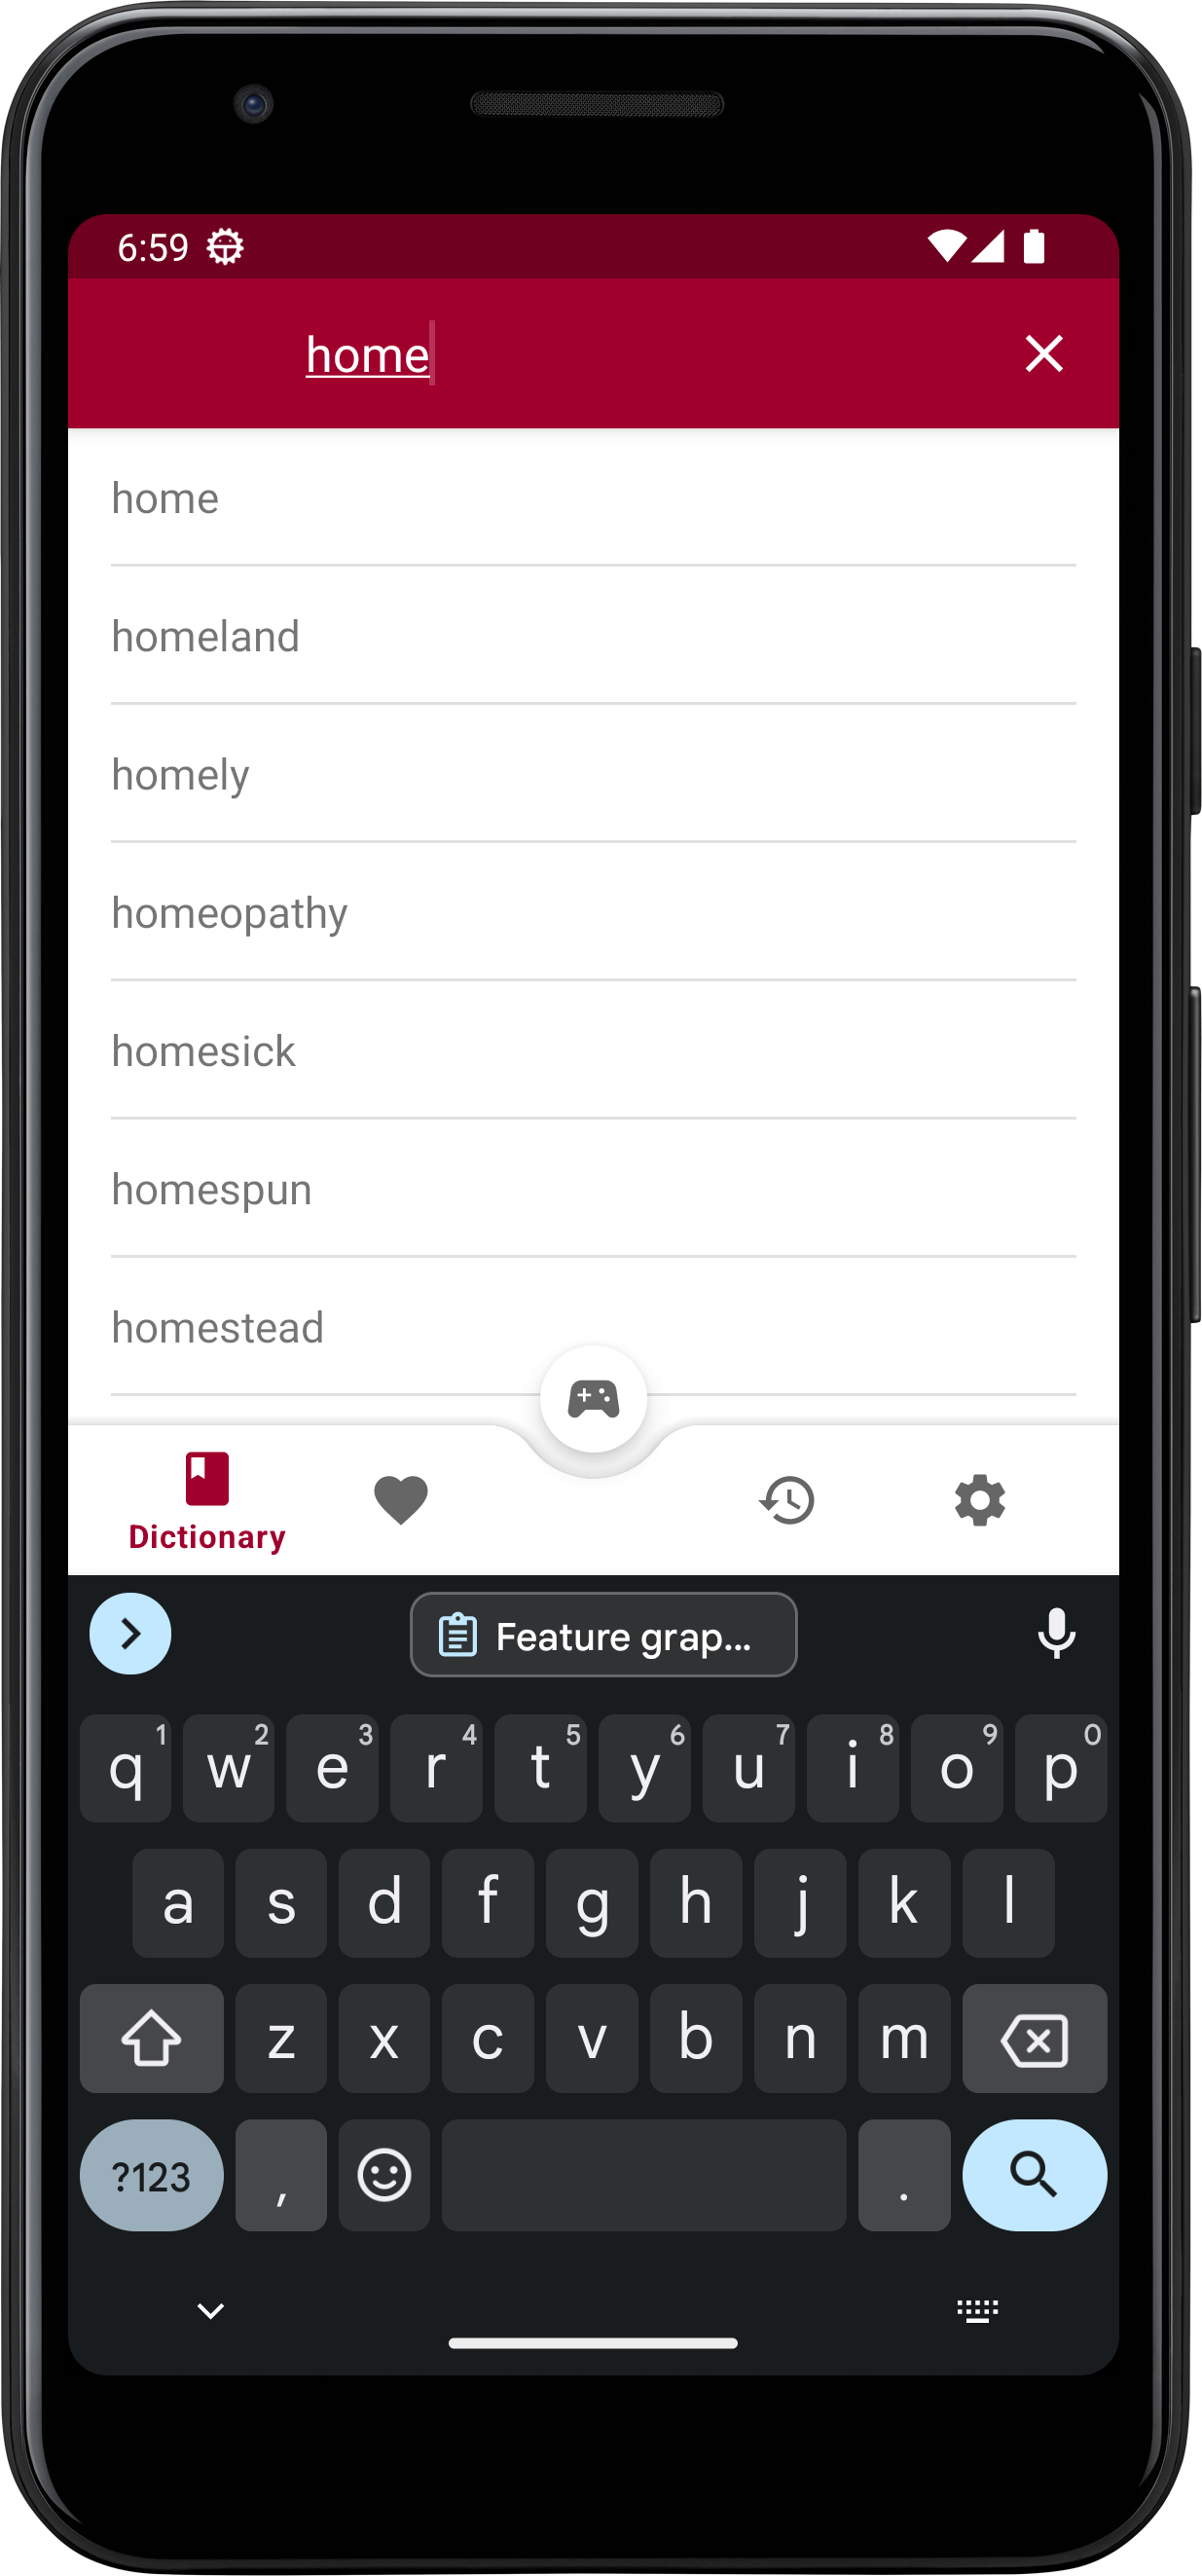 6:59
home
home
homeland
homely
homeopathy
homesick
homespun
homestead
Dictionary
Feature grap...
1 2 3 4 5 6 7 8 9 0
q w e r t y u i o p
a s d f g h j k l
z x c v b n m
?123 , .